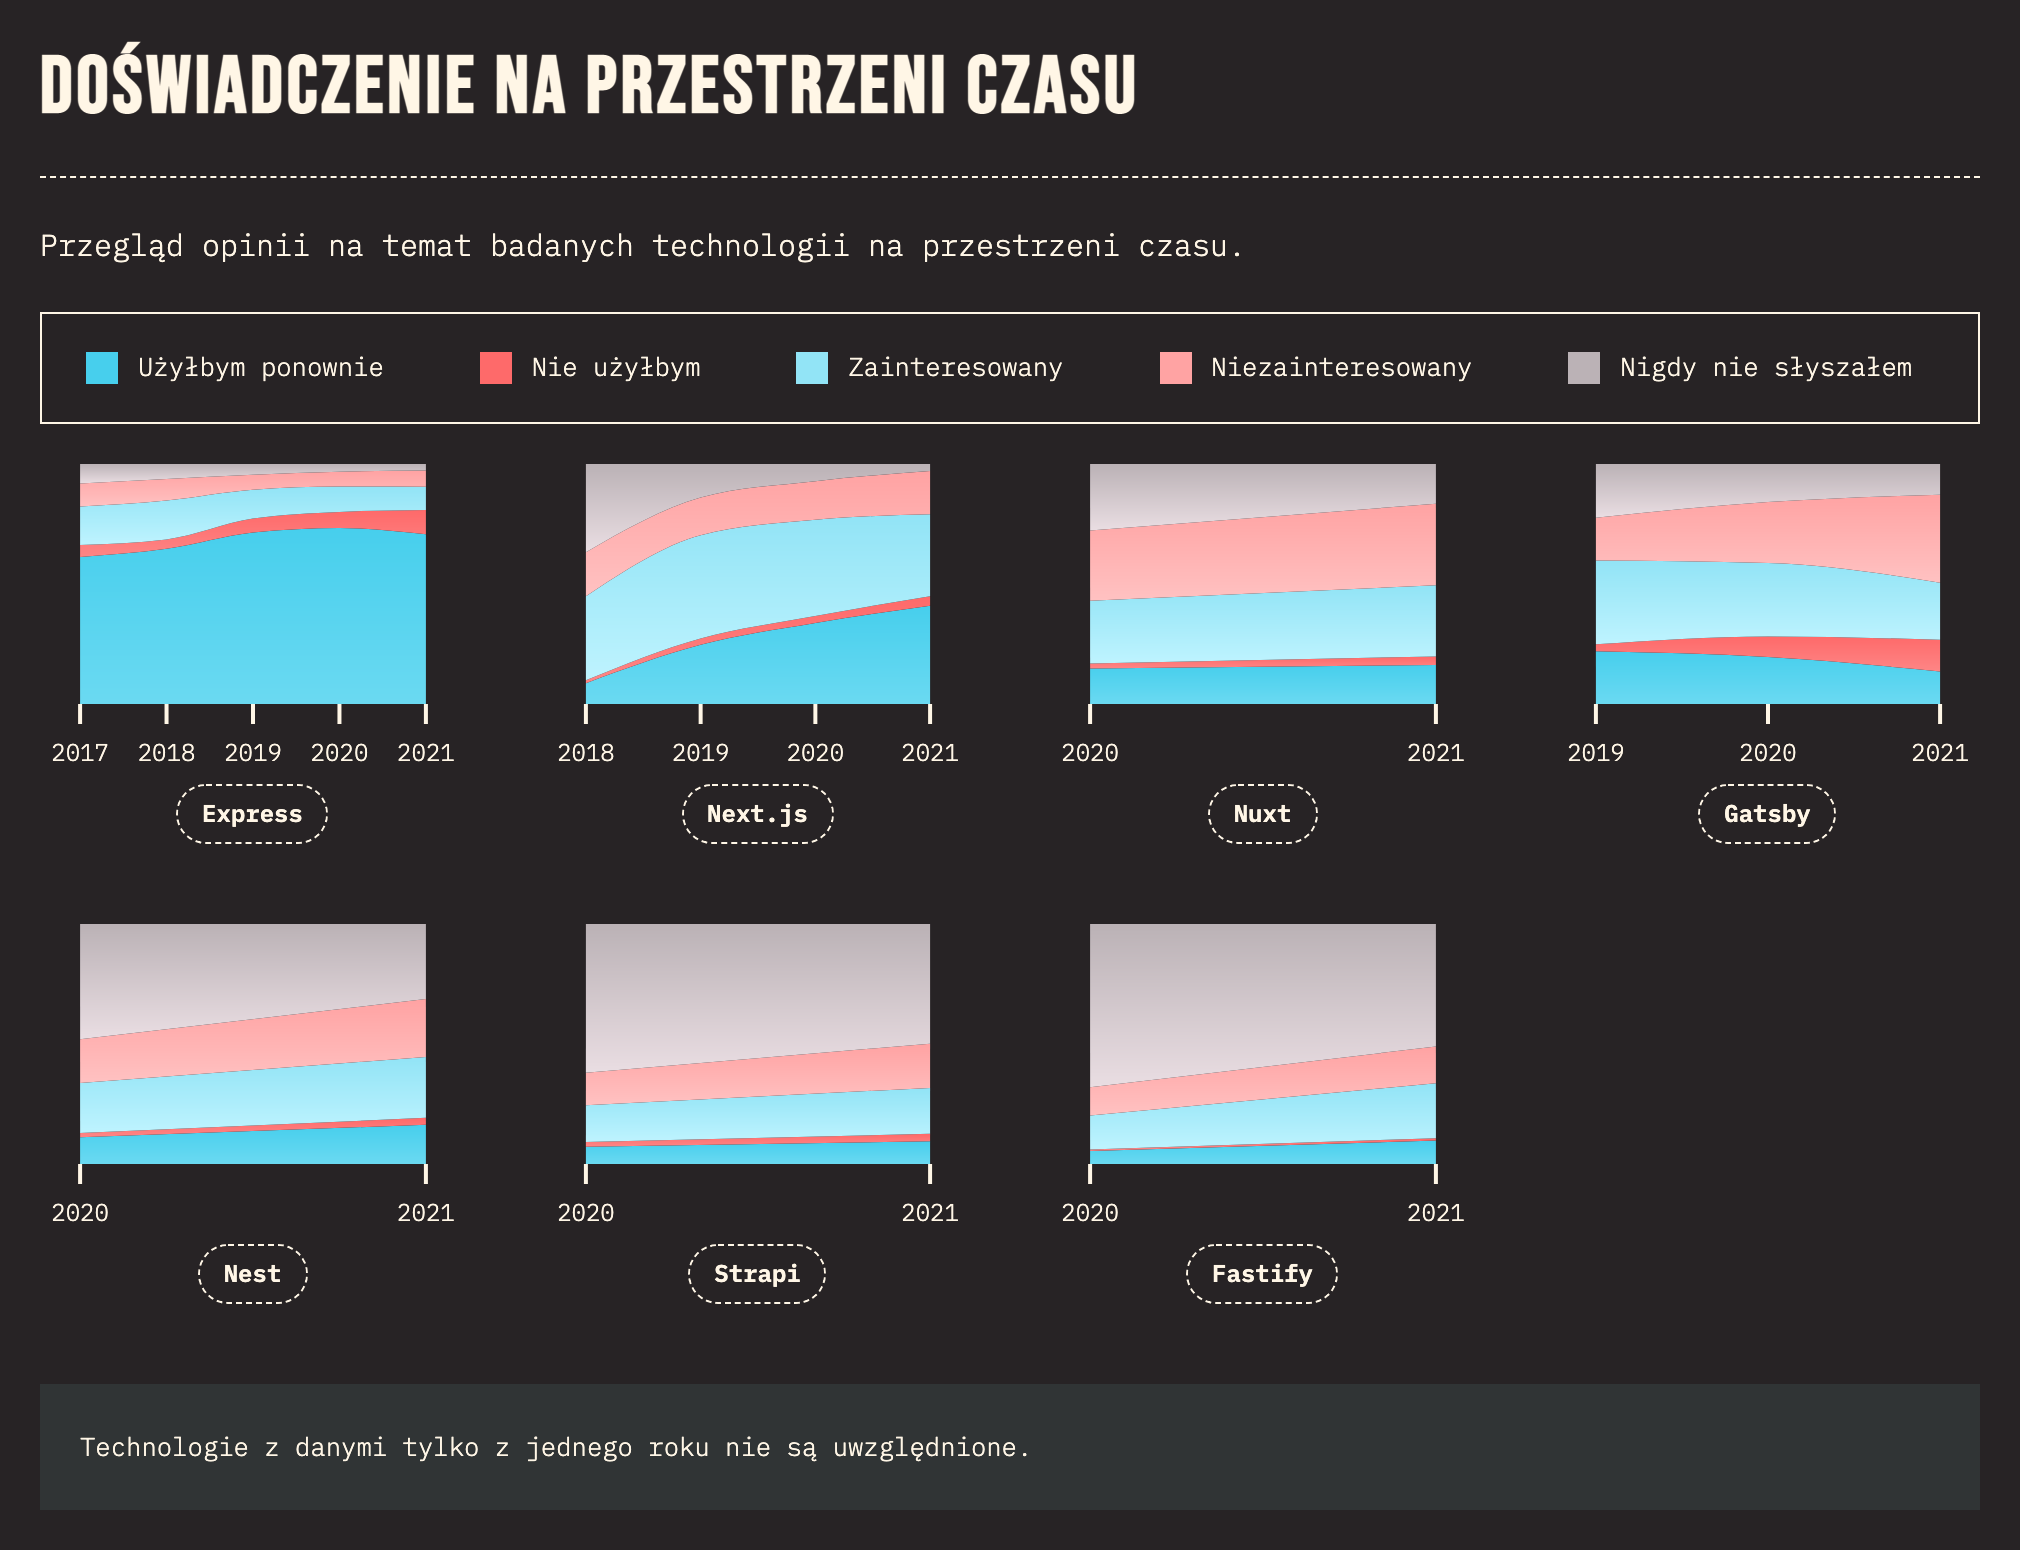 DOŚWIADCZENIE NA PRZESTRZENI CZASU
Przegląd opinii na temat badanych technologii na przestrzeni czasu.
Użyłbym ponownie Nie użyłbym Zainteresowany Niezainteresowany Nigdy nie słyszałem
2017 2018 2019 2020 2021 2018 2019 2020 2021 2020 2021 2019 2020 2021
Express Next.js Nuxt Gatsby
2020 2021 2020 2021 2020 2021
Nest Strapi Fastify
Technologie z danymi tylko z jednego roku nie są uwzględnione.